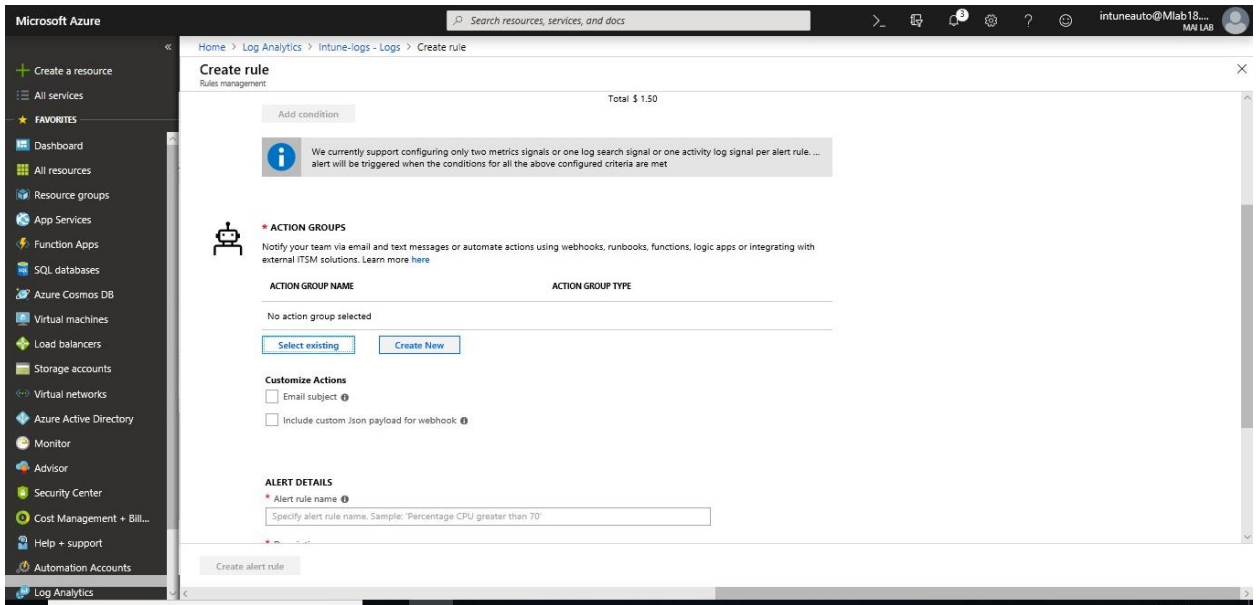 Microsoft Azure
Search resources, services, and docs
3
intuneauto@Mlab18....
MAI LAB
Home > Log Analytics > Intune-logs - Logs > Create rule
Create a resource
All services
FAVORITES
Dashboard
All resources
Resource groups
App Services
Function Apps
SQL databases
Azure Cosmos DB
Virtual machines
Load balancers
Storage accounts
Virtual networks
Azure Active Directory
Monitor
Advisor
Security Center
Cost Management + Bill...
Help + support
Automation Accounts
Log Analytics
Create rule
Rules management
Total $ 1.50
Add condition
We currently support configuring only two metrics signals or one log search signal or one activity log signal per alert rule. ...
alert will be triggered when the conditions for all the above configured criteria are met
* ACTION GROUPS
Notify your team via email and text messages or automate actions using webhooks, runbooks, functions, logic apps or integrating with
external ITSM solutions. Learn more here
ACTION GROUP NAME ACTION GROUP TYPE
No action group selected
Select existing Create New
Customize Actions
Email subject
Include custom Json payload for webhook
ALERT DETAILS
* Alert rule name
Specify alert rule name. Sample: 'Percentage CPU greater than 70'
Create alert rule